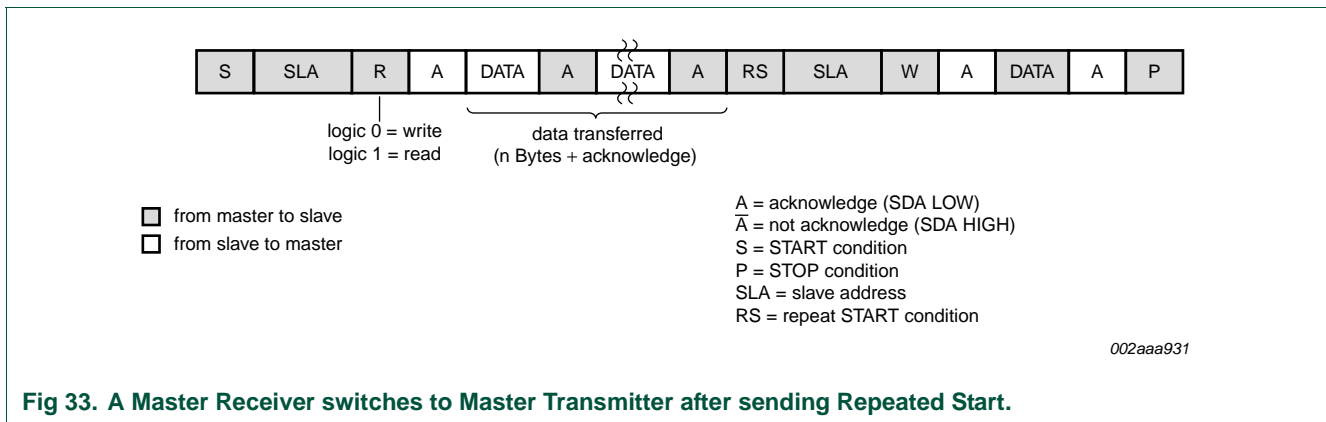 S SLA R A DATA A DATA A RS SLA W A DATA A P
logic 0 = write
logic 1 = read
data transferred
(n Bytes + acknowledge)
from master to slave
from slave to master
A = acknowledge (SDA LOW)
A̅ = not acknowledge (SDA HIGH)
S = START condition
P = STOP condition
SLA = slave address
RS = repeat START condition
002aaa931
Fig 33. A Master Receiver switches to Master Transmitter after sending Repeated Start.